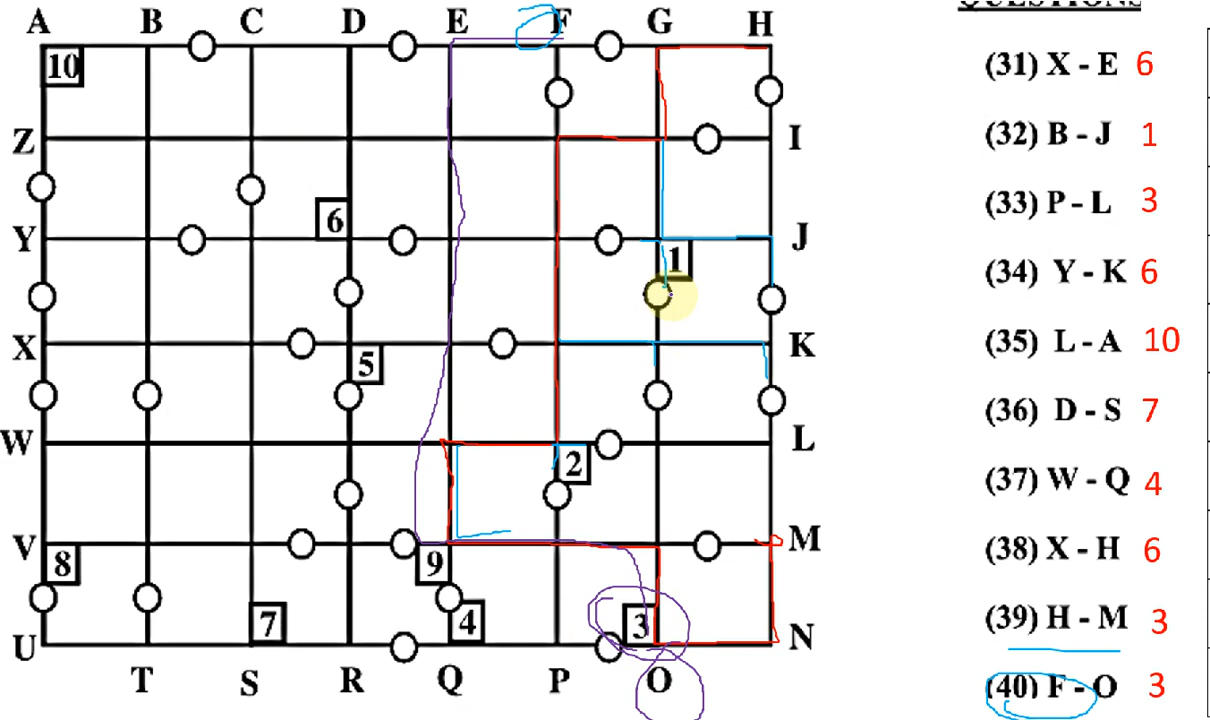 QUESTIONS
A B C D E F G H
10
Z I
(31) X - E 6
(32) B - J 1
(33) P - L 3
6
Y J
1
(34) Y - K 6
X K
5
(35) L - A 10
(36) D - S 7
W L
2
(37) W - Q 4
V M
8 9
(38) X - H 6
7 4 3
(39) H - M 3
U N
T S R Q P O
(40) F - O 3